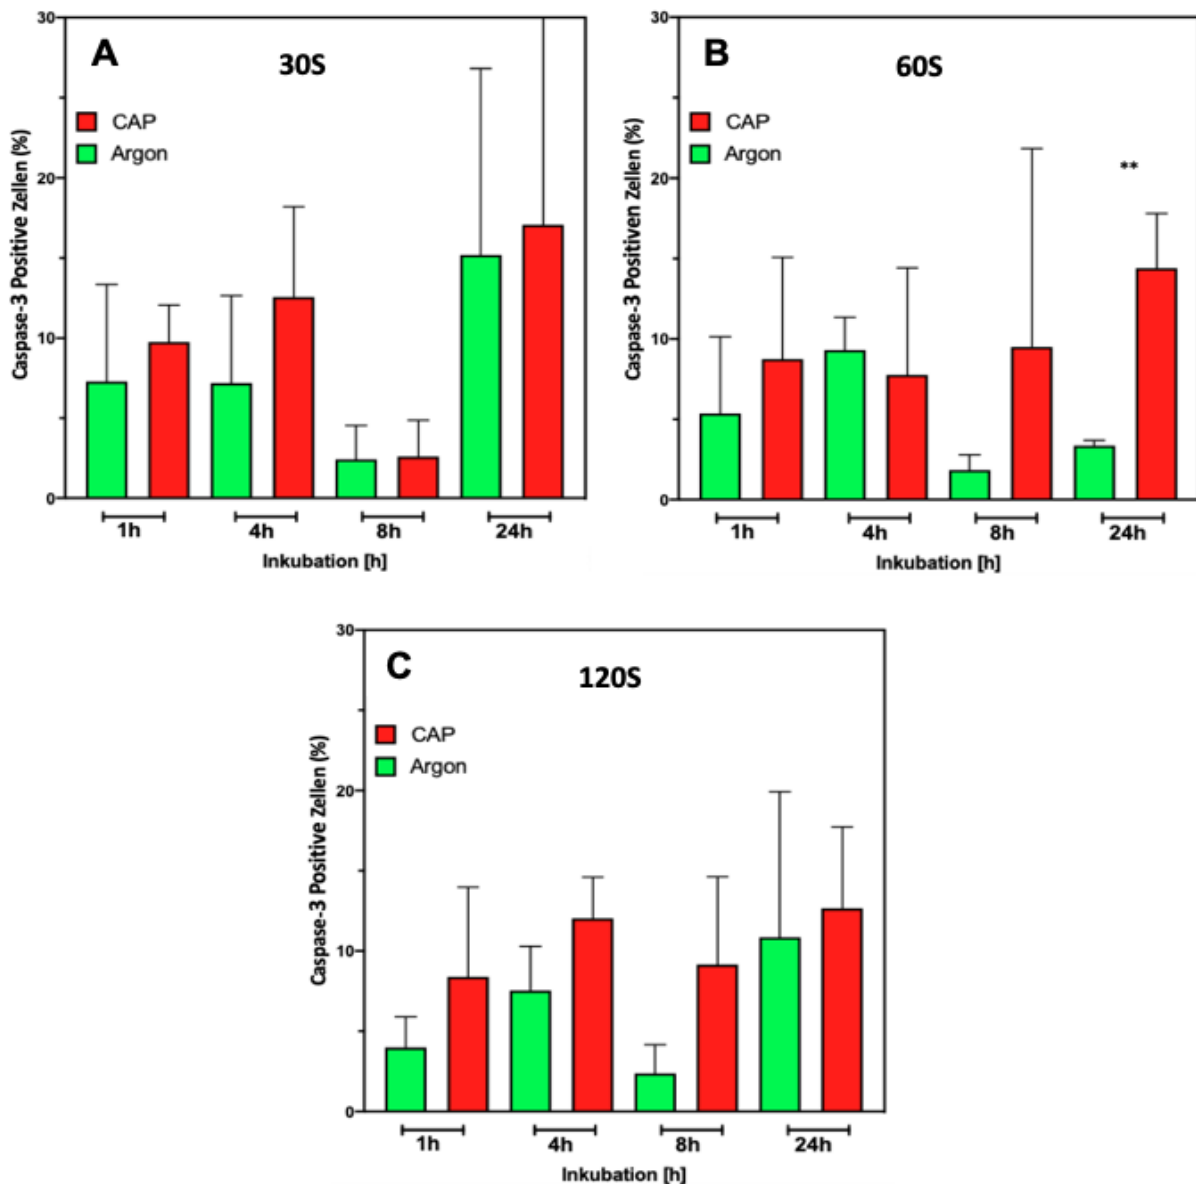 A
30S
CAP
Argon
Caspase-3 Positive Zellen (%)
30
20
10
0
1h 4h 8h 24h
Inkubation [h]
B
60S
CAP
Argon
**
Caspase-3 Positiven Zellen (%)
30
20
10
0
1h 4h 8h 24h
Inkubation [h]
C
120S
CAP
Argon
Caspase-3 Positive Zellen (%)
30
20
10
0
1h 4h 8h 24h
Inkubation [h]